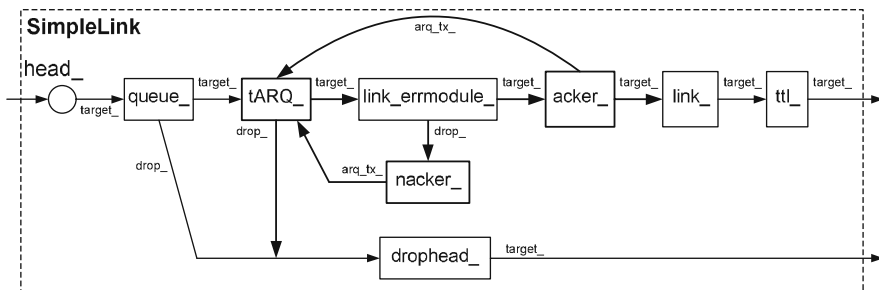 SimpleLink
arq_tx_
head_
target_
queue_
target_
tARQ_
target_
link_errmodule_
target_
acker_
target_
link_
target_
ttl_
target_
drop_
drop_
drop_
arq_tx_
nacker_
drophead_
target_